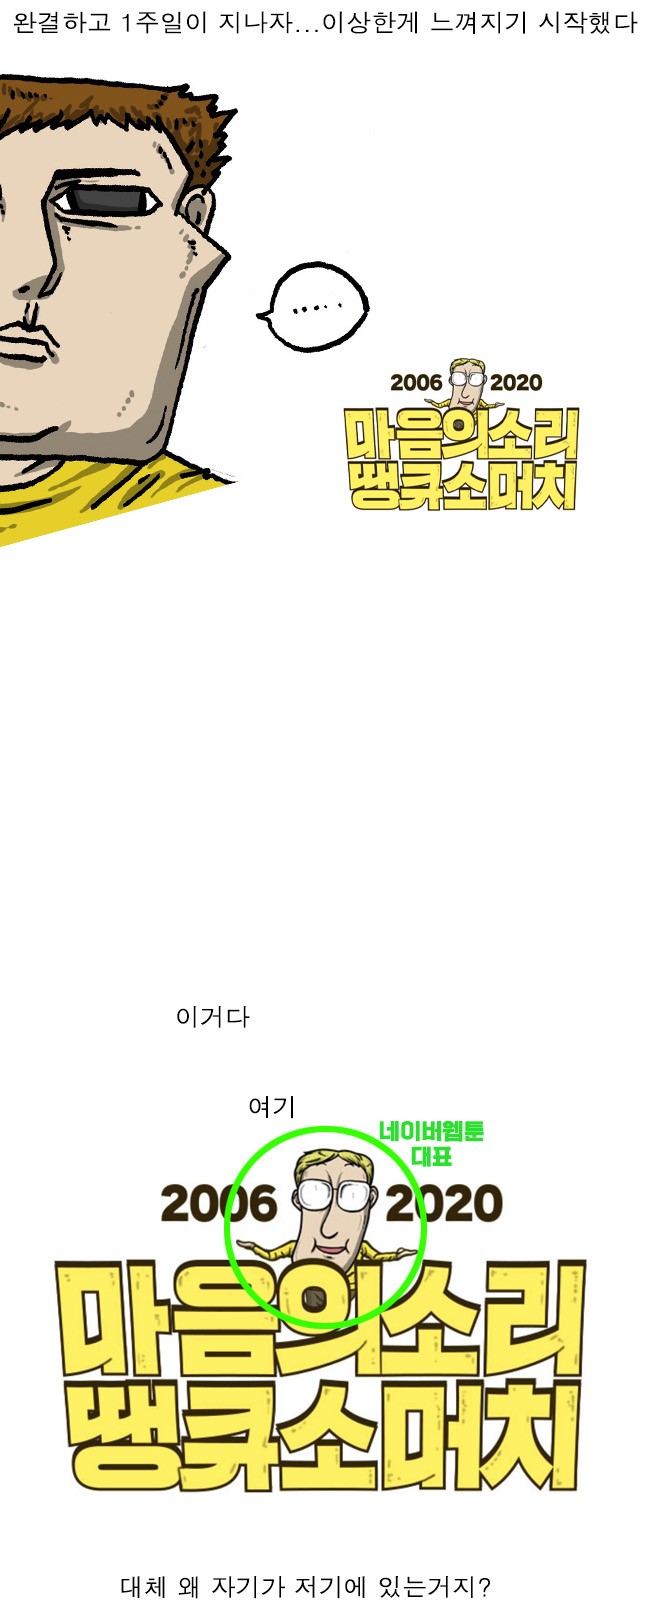 완결하고 1주일이 지나자...이상한게 느껴지기 시작했다
......
2006 2020
마음의소리
땡큐소머치
이거다
여기
네이버웹툰
대표
2006 2020
마음의소리
땡큐소머치
대체 왜 자기가 저기에 있는거지?